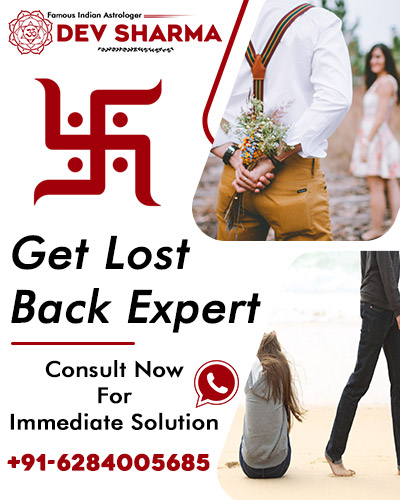 Famous Indian Astrologer
DEV SHARMA
Get Lost
Back Expert
Consult Now
For
Immediate Solution
+91-6284005685